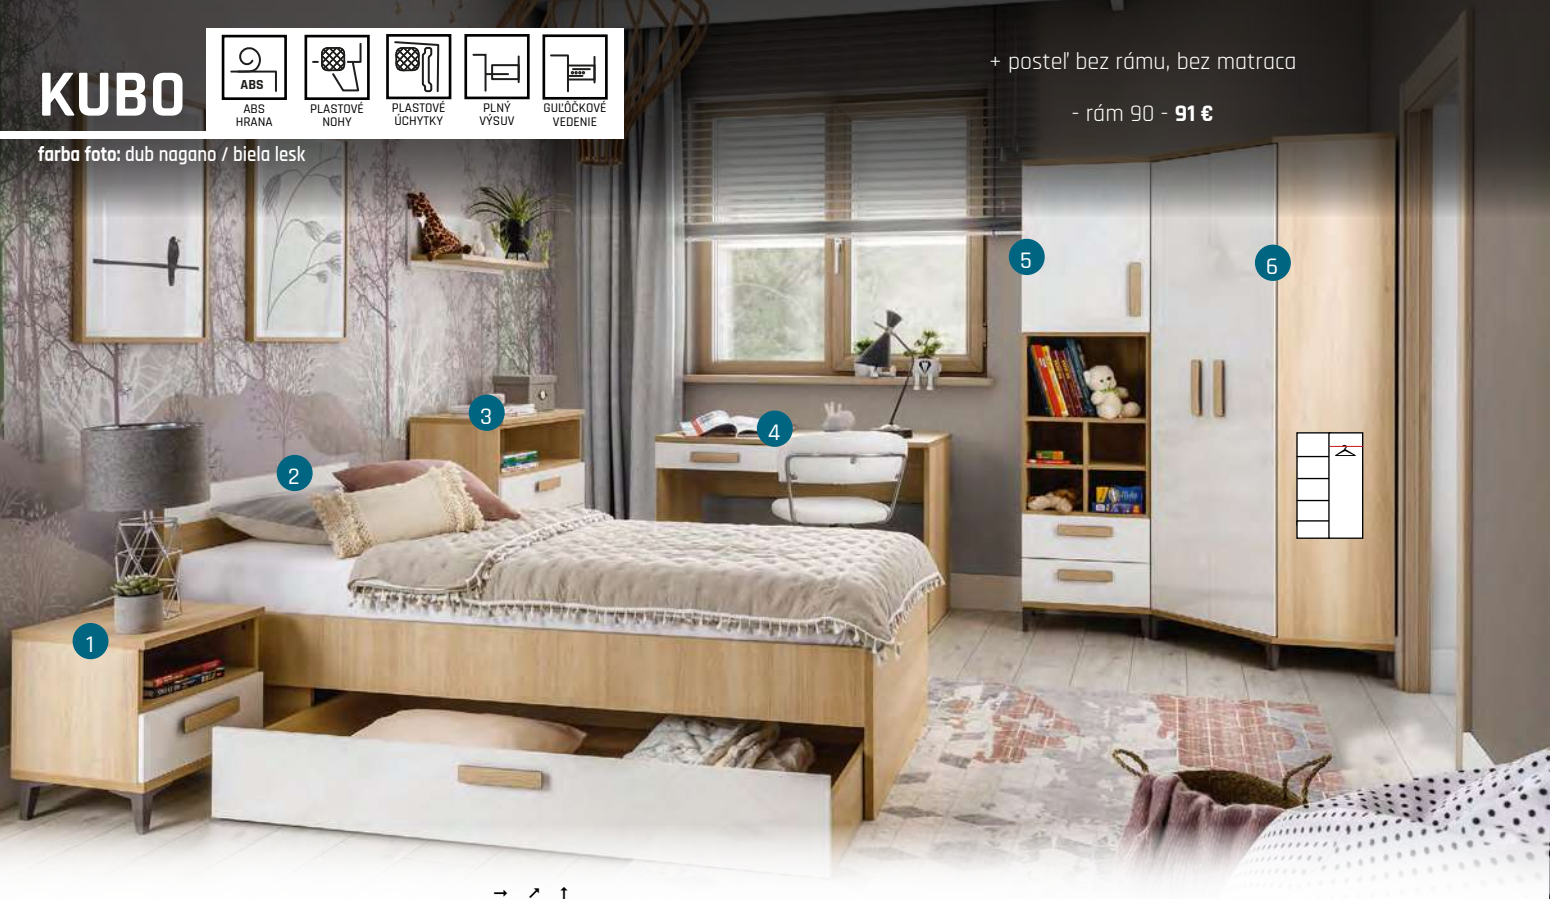 KUBO
ABS
ABS
HRANA
PLASTOVÉ
NOHY
PLASTOVÉ
ÚCHYTKY
PLNÝ
VÝSUV
GUĽÔČKOVÉ
VEDENIE
farba foto: dub nagano / biela lesk
+ posteľ bez rámu, bez matraca
- rám 90 - 91 €
5
6
3
4
2
1